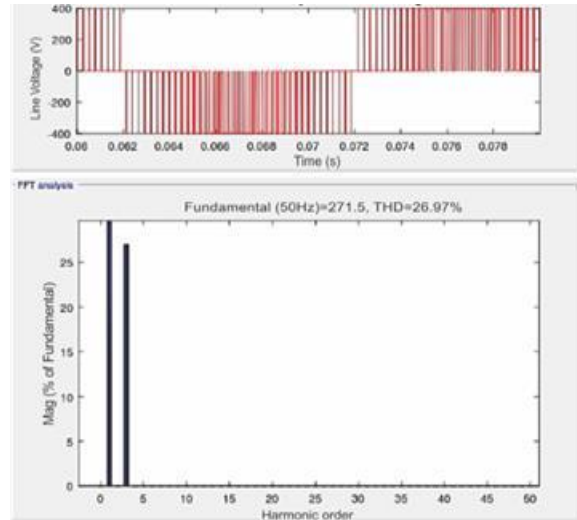 400
200
0
-200
-400
Line Voltage (V)
0.06 0.062 0.064 0.066 0.068 0.07 0.072 0.074 0.076 0.078
Time (s)
FFT analysis
Fundamental (50Hz)=271.5, THD=26.97%
25
20
15
10
5
0
Mag (% of Fundamental)
0 5 10 15 20 25 30 35 40 45 50
Harmonic order